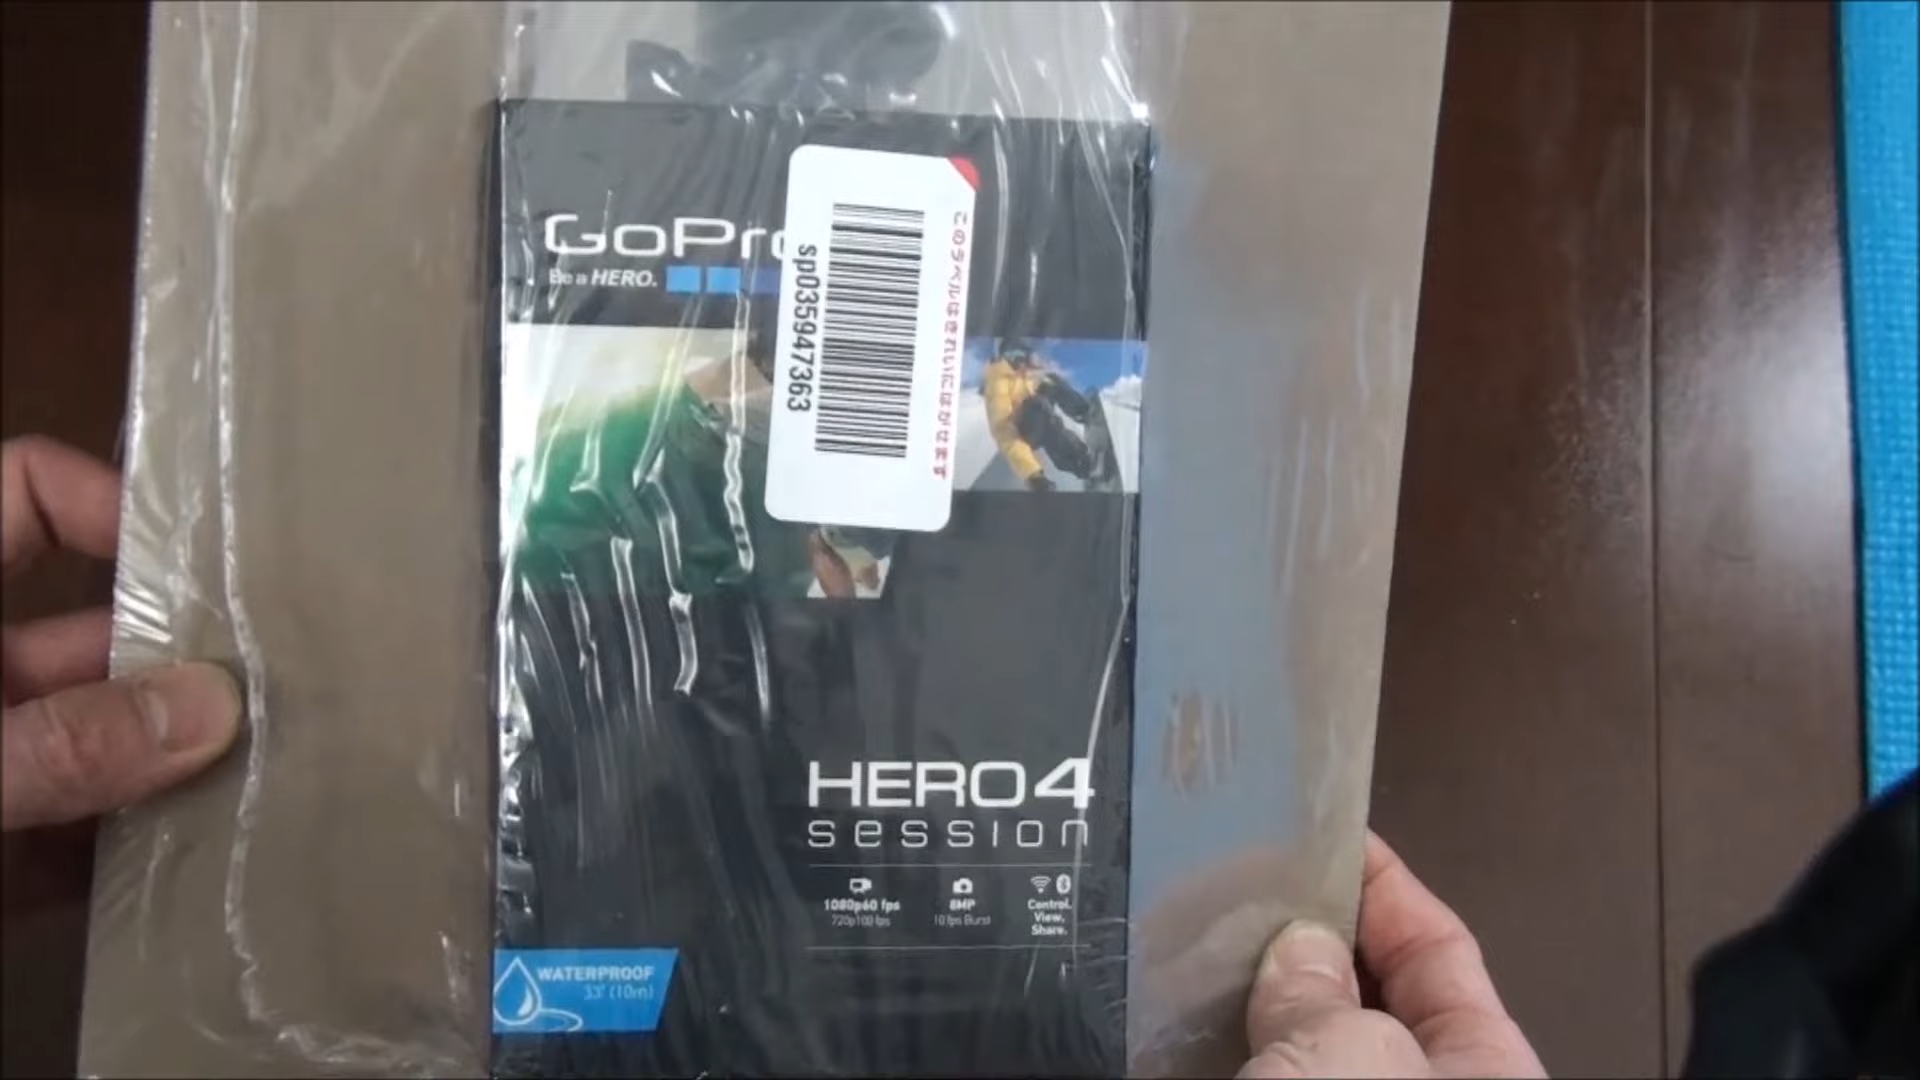 GoPro
Be a HERO.
sp035947363
このラベルはきれいにはがせます
HERO4
session
1080p60 fps
720p100 fps
8MP
10 fps Burst
Control.
View.
Share.
WATERPROOF
33' (10m)